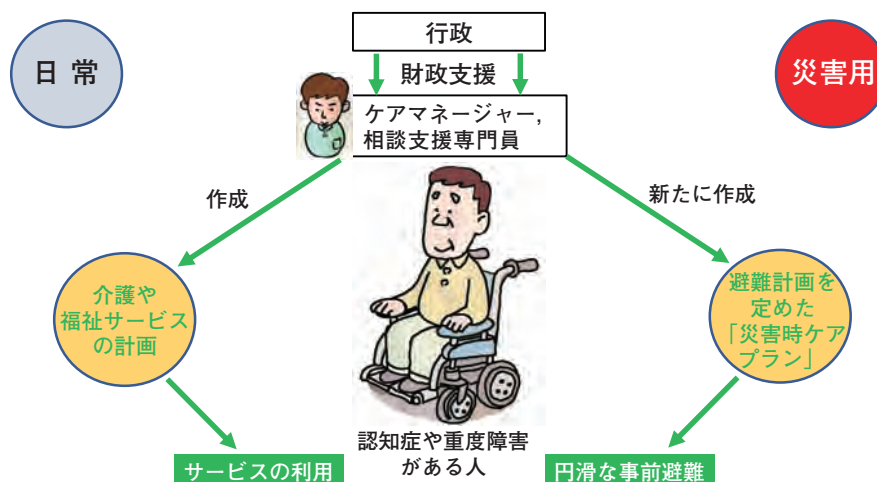 行政
日常
財政支援
災害用
ケアマネージャー,
相談支援専門員
作成
新たに作成
介護や
福祉サービス
の計画
避難計画を
定めた
「災害時ケア
プラン」
認知症や重度障害
がある人
サービスの利用
円滑な事前避難